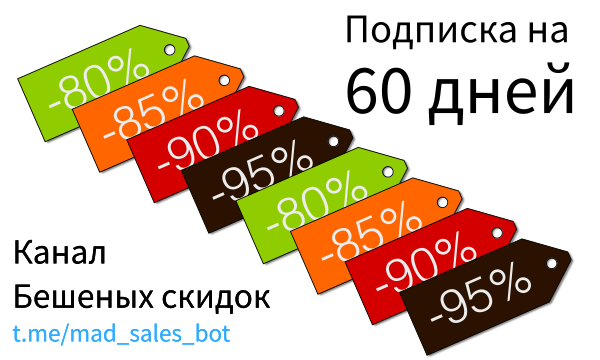 Подписка на
60 дней
-80%
-85%
-90%
-95%
-80%
-85%
-90%
-95%
Канал
Бешеных скидок
t.me/mad_sales_bot